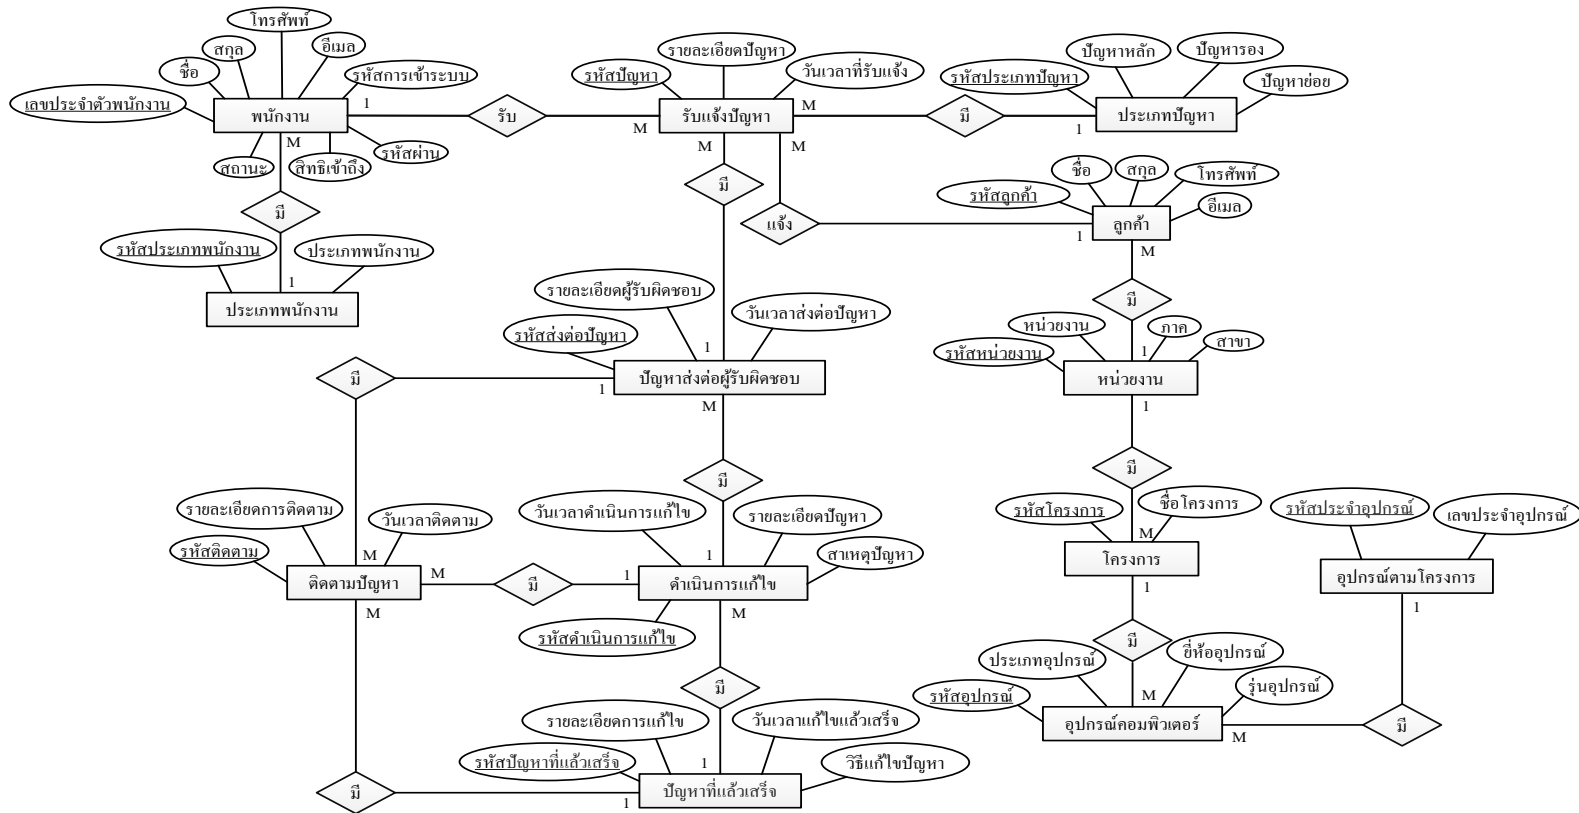 โทรศัพท์
สกุล
อีเมล
ชื่อ
รหัสการเข้าระบบ
เลขประจำตัวพนักงาน
พนักงาน
สถานะ
สิทธิเข้าถึง
รหัสผ่าน
1
รับ
M
รายละเอียดปัญหา
รหัสปัญหา
วันเวลาที่รับแจ้ง
รับแจ้งปัญหา
M
มี
1
ปัญหาหลัก
ปัญหารอง
รหัสประเภทปัญหา
ปัญหาย่อย
ประเภทปัญหา
M
มี
1
รหัสประเภทพนักงาน
ประเภทพนักงาน
ประเภทพนักงาน
M
มี
M
แจ้ง
1
ชื่อ
สกุล
โทรศัพท์
รหัสลูกค้า
อีเมล
ลูกค้า
M
มี
1
รายละเอียดผู้รับผิดชอบ
วันเวลาส่งต่อปัญหา
รหัสส่งต่อปัญหา
1
ปัญหาส่งต่อผู้รับผิดชอบ
มี
1
M
มี
หน่วยงาน
ภาค
สาขา
รหัสหน่วยงาน
หน่วยงาน
1
มี
M
รายละเอียดการติดตาม
วันเวลาติดตาม
รหัสติดตาม
M
ติดตามปัญหา
M
มี
1
M
วันเวลาดำเนินการแก้ไข
รายละเอียดปัญหา
สาเหตุปัญหา
1
ดำเนินการแก้ไข
รหัสดำเนินการแก้ไข
M
มี
1
รหัสโครงการ
ชื่อโครงการ
โครงการ
1
มี
M
รหัสประจำอุปกรณ์
เลขประจำอุปกรณ์
อุปกรณ์ตามโครงการ
1
ประเภทอุปกรณ์
ยี่ห้ออุปกรณ์
รหัสอุปกรณ์
รุ่นอุปกรณ์
อุปกรณ์คอมพิวเตอร์
M
มี
รายละเอียดการแก้ไข
วันเวลาแก้ไขแล้วเสร็จ
รหัสปัญหาที่แล้วเสร็จ
วิธีแก้ไขปัญหา
ปัญหาที่แล้วเสร็จ
มี
1